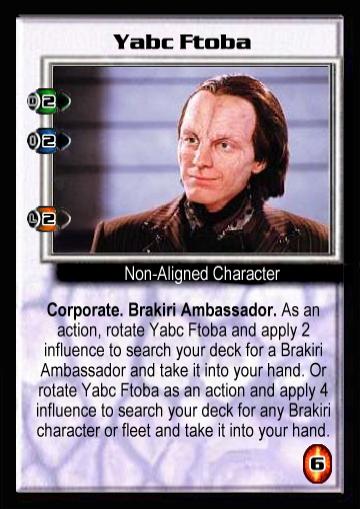 Yabc Ftoba
D 2
I 2
L 2
Non-Aligned Character
Corporate. Brakiri Ambassador. As an
action, rotate Yabc Ftoba and apply 2
influence to search your deck for a Brakiri
Ambassador and take it into your hand. Or
rotate Yabc Ftoba as an action and apply 4
influence to search your deck for any Brakiri
character or fleet and take it into your hand.
6